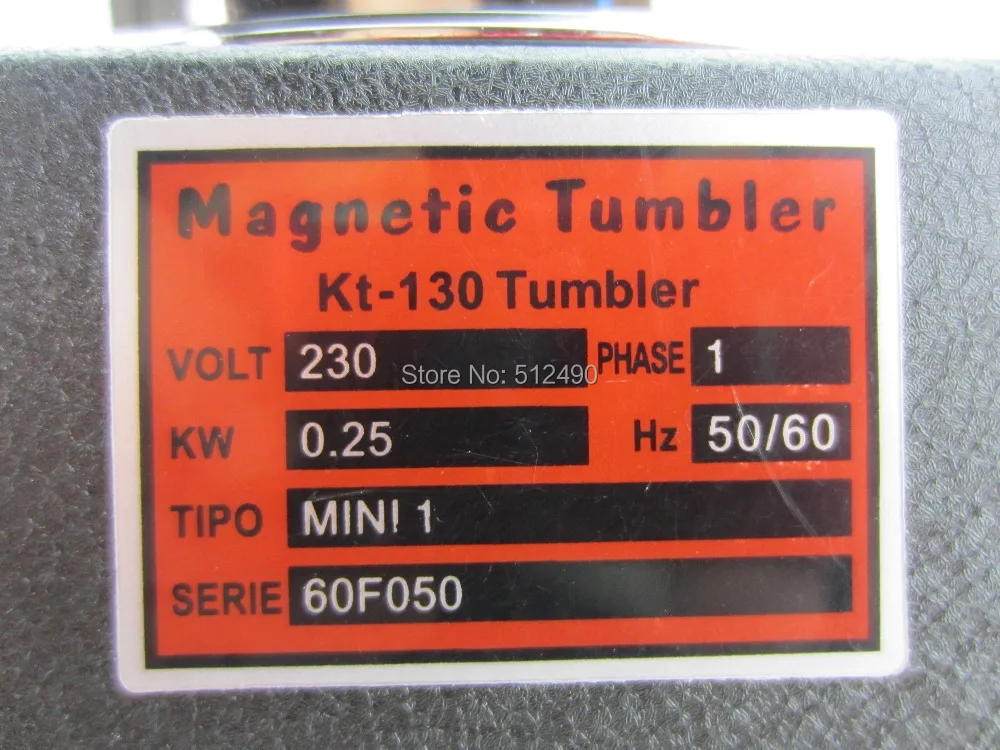 Magnetic Tumbler
Kt-130 Tumbler
VOLT 230 PHASE 1
Store No: 512490
KW 0.25 Hz 50/60
TIPO MINI 1
SERIE 60F050